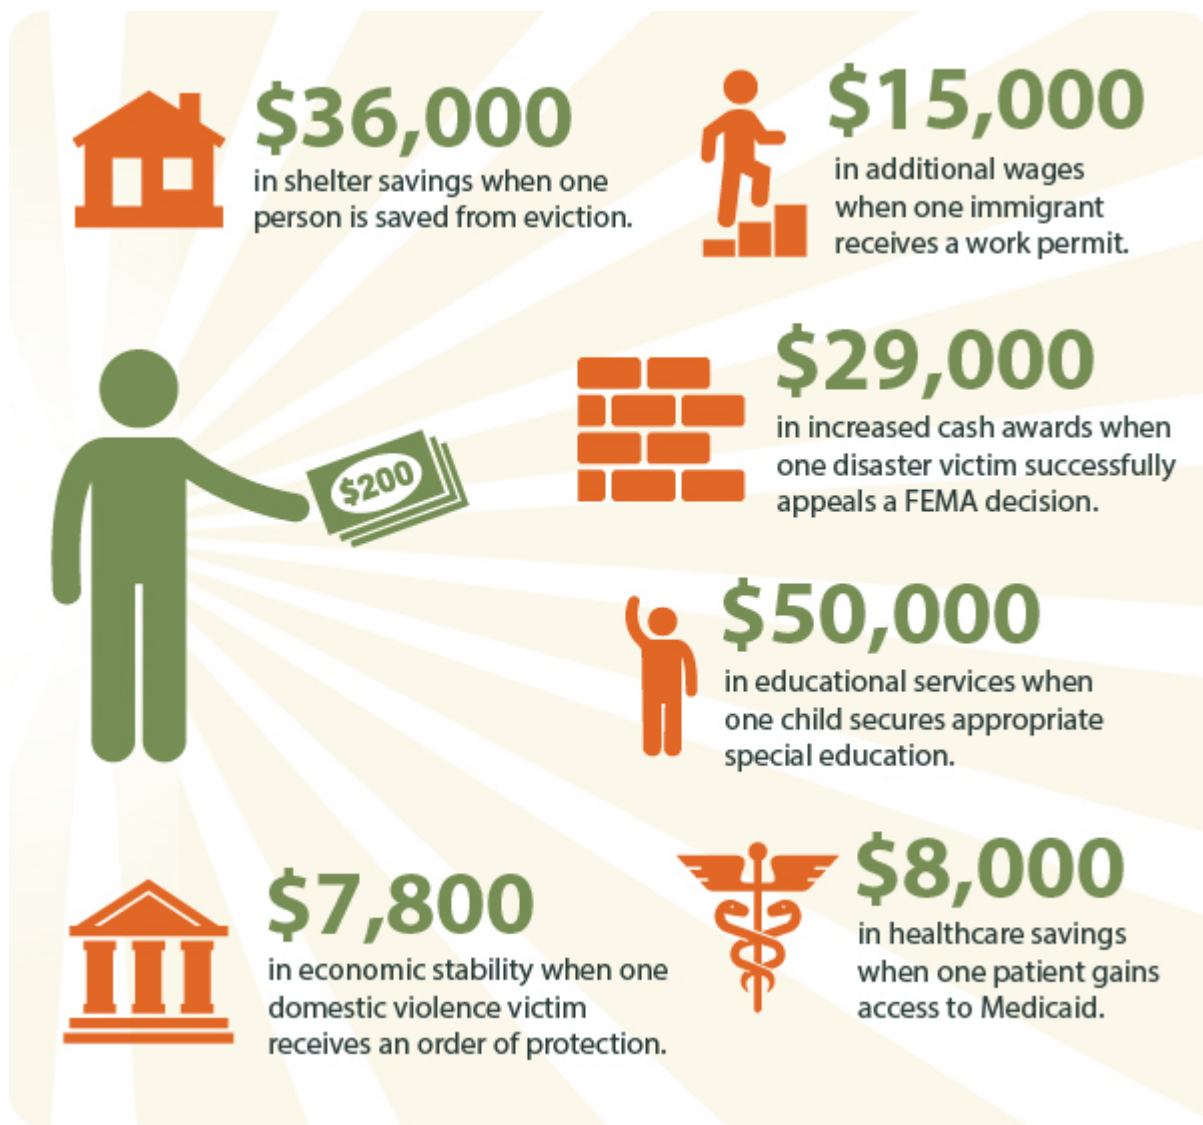 $36,000
in shelter savings when one
person is saved from eviction.
$15,000
in additional wages
when one immigrant
receives a work permit.
$200
$29,000
in increased cash awards when
one disaster victim successfully
appeals a FEMA decision.
$50,000
in educational services when
one child secures appropriate
special education.
$7,800
in economic stability when one
domestic violence victim
receives an order of protection.
$8,000
in healthcare savings
when one patient gains
access to Medicaid.